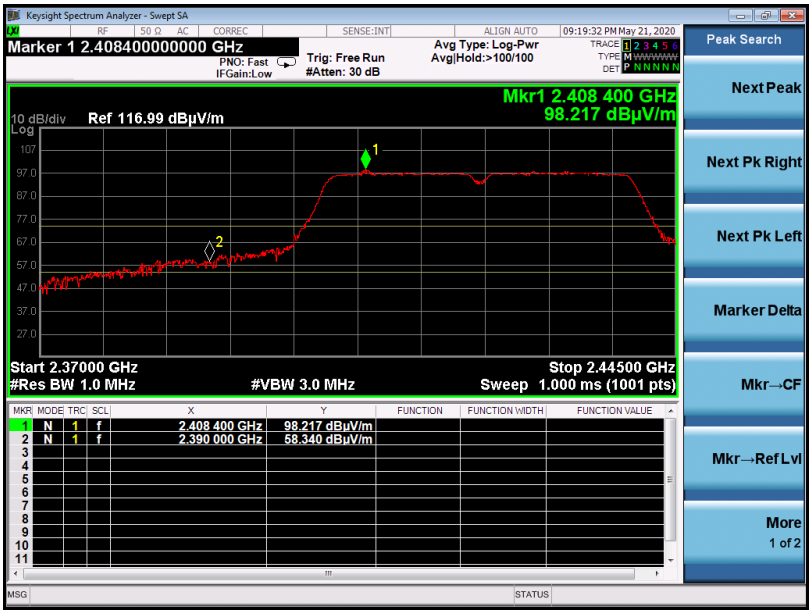 Keysight Spectrum Analyzer - Swept SA
LXI RF 50 Ω AC CORREC SENSE:INT ALIGN AUTO 09:19:32 PM May 21, 2020
Marker 1 2.408400000000 GHz
PNO: Fast
IFGain:Low
Trig: Free Run
#Atten: 30 dB
Avg Type: Log-Pwr
Avg|Hold:>100/100
TRACE 1 2 3 4 5 6
TYPE M WWWWW
DET P N N N N N
Mkr1 2.408 400 GHz
98.217 dBµV/m
10 dB/div Ref 116.99 dBµV/m
Log
107
97.0
87.0
77.0
67.0
57.0
47.0
37.0
27.0
1
2
Start 2.37000 GHz
Stop 2.44500 GHz
#Res BW 1.0 MHz #VBW 3.0 MHz Sweep 1.000 ms (1001 pts)
MKR MODE TRC SCL X Y FUNCTION FUNCTION WIDTH FUNCTION VALUE
1 N 1 f 2.408 400 GHz 98.217 dBµV/m
2 N 1 f 2.390 000 GHz 58.340 dBµV/m
3
4
5
6
7
8
9
10
11
MSG STATUS
Peak Search
Next Peak
Next Pk Right
Next Pk Left
Marker Delta
Mkr→CF
Mkr→Ref Lvl
More
1 of 2